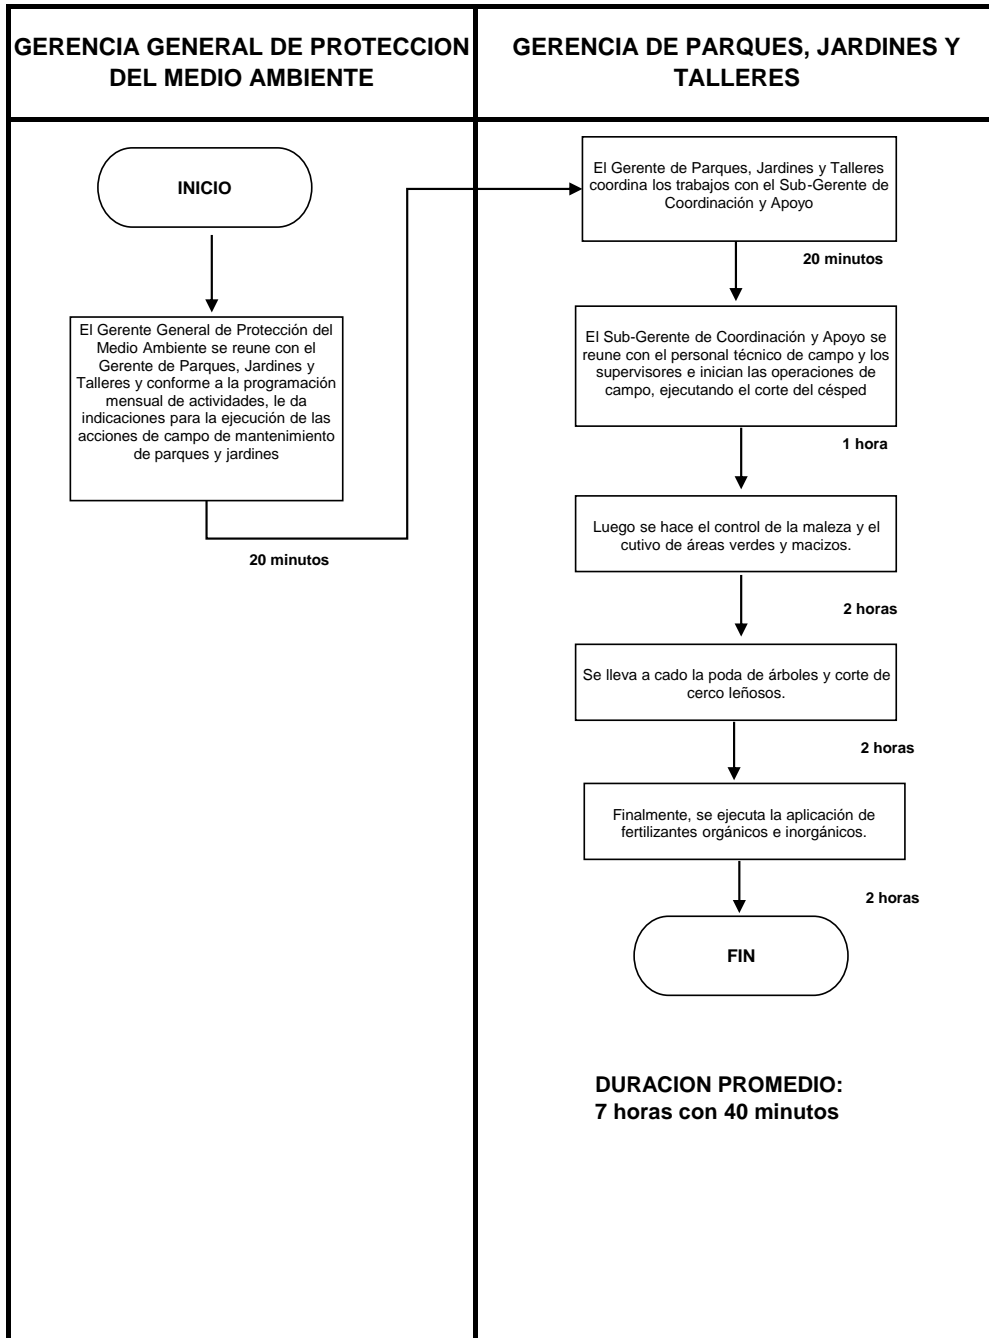 GERENCIA GENERAL DE PROTECCION
DEL MEDIO AMBIENTE
GERENCIA DE PARQUES, JARDINES Y
TALLERES
INICIO
El Gerente General de Protección del
Medio Ambiente se reune con el
Gerente de Parques, Jardines y
Talleres y conforme a la programación
mensual de actividades, le da
indicaciones para la ejecución de las
acciones de campo de mantenimiento
de parques y jardines
20 minutos
El Gerente de Parques, Jardines y Talleres
coordina los trabajos con el Sub-Gerente de
Coordinación y Apoyo
20 minutos
El Sub-Gerente de Coordinación y Apoyo se
reune con el personal técnico de campo y los
supervisores e inician las operaciones de
campo, ejecutando el corte del césped
1 hora
Luego se hace el control de la maleza y el
cutivo de áreas verdes y macizos.
2 horas
Se lleva a cado la poda de árboles y corte de
cerco leñosos.
2 horas
Finalmente, se ejecuta la aplicación de
fertilizantes orgánicos e inorgánicos.
2 horas
FIN
DURACION PROMEDIO:
7 horas con 40 minutos